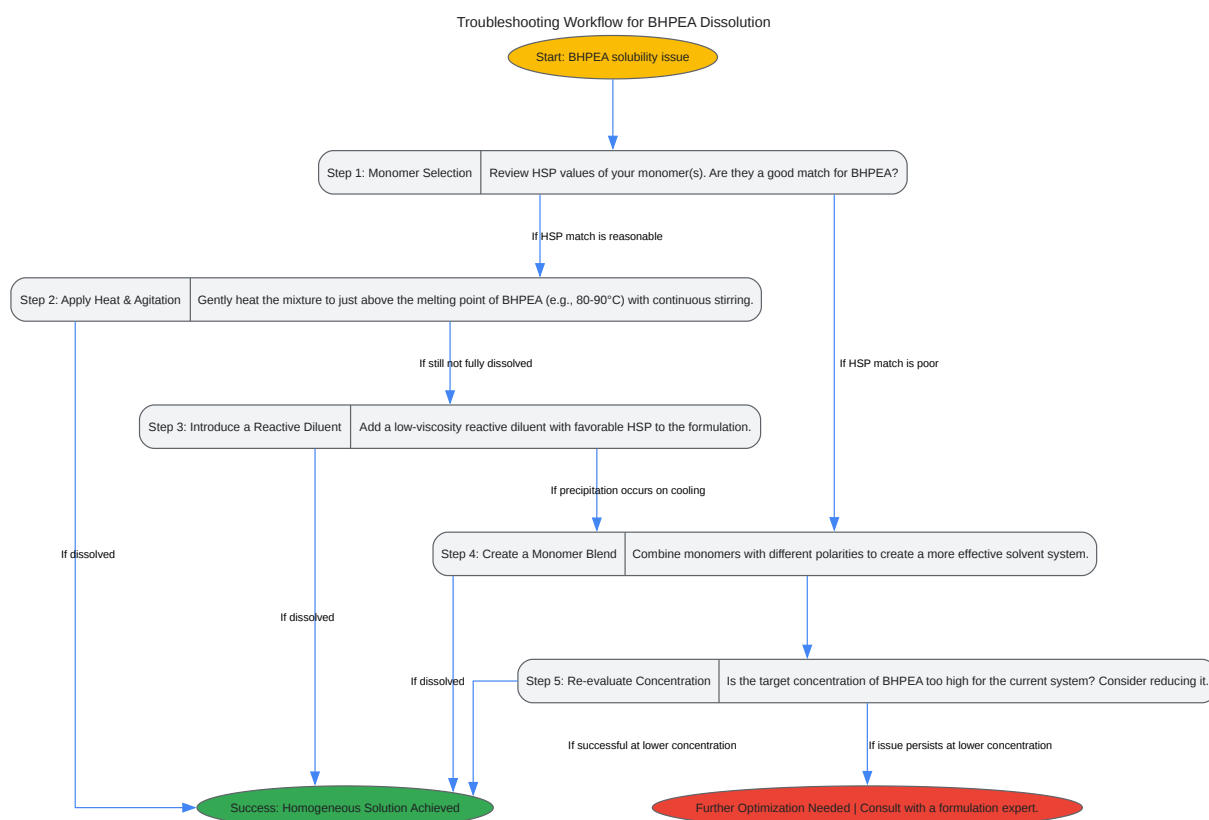 Troubleshooting Workflow for BHPEA Dissolution
Start: BHPEA solubility issue
Step 1: Monomer Selection
Review HSP values of your monomer(s). Are they a good match for BHPEA?
If HSP match is reasonable
Step 2: Apply Heat & Agitation
Gently heat the mixture to just above the melting point of BHPEA (e.g., 80-90°C) with continuous stirring.
If still not fully dissolved
If HSP match is poor
Step 3: Introduce a Reactive Diluent
Add a low-viscosity reactive diluent with favorable HSP to the formulation.
If precipitation occurs on cooling
Step 4: Create a Monomer Blend
Combine monomers with different polarities to create a more effective solvent system.
If dissolved
If dissolved
If dissolved
Step 5: Re-evaluate Concentration
Is the target concentration of BHPEA too high for the current system? Consider reducing it.
If successful at lower concentration
If issue persists at lower concentration
Success: Homogeneous Solution Achieved
Further Optimization Needed | Consult with a formulation expert.